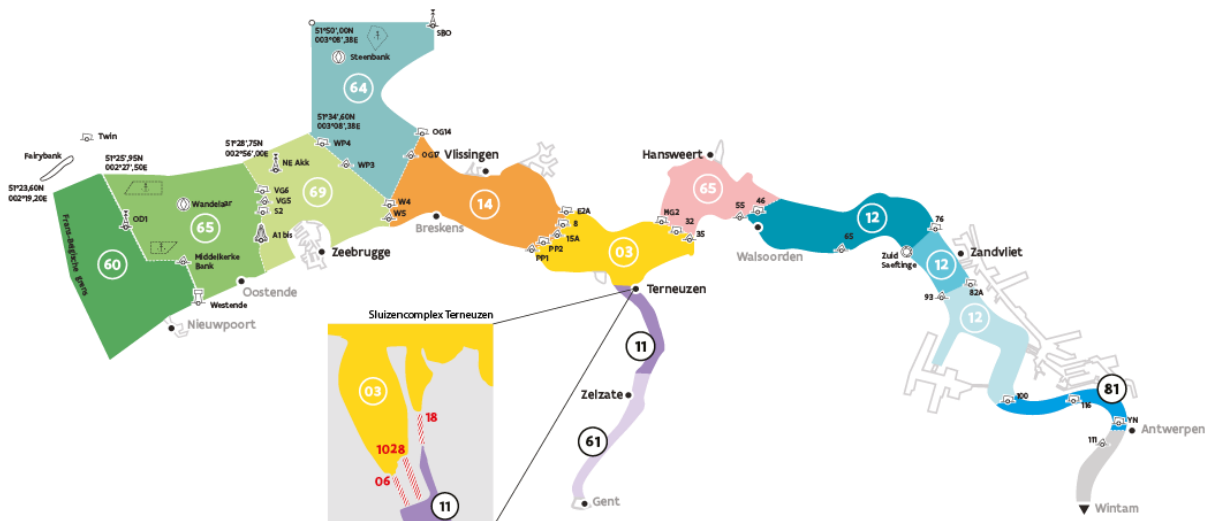 51°50',00N
003°08',38E
SBO
Steenbank
64
51°34',60N
003°08',38E
WP4
WP3
OG14
OG17
Twin
Fairybank
51°25',95N
002°27',50E
51°28',75N
002°56',00E
NE Akk
51°23,60N
002°19,20E
VG6
VG5
S2
69
Wandelaar
65
OD1
A1bis
Middelkerke
Bank
Frans-Belgische grens
60
Westende
Zeebrugge
Oostende
Nieuwpoort
Vlissingen
W4
W5
14
Breskens
E2A
8
15A
PP2
PP1
03
Hansweert
65
HG2
32
35
55
46
Walsoorden
12
65
76
Zuid
Saeftinge
12
Zandvliet
93
82A
12
Terneuzen
Sluizencomplex Terneuzen
03
18
1028
06
11
11
Zelzate
61
Gent
100
116
81
YN
111
Antwerpen
Wintam